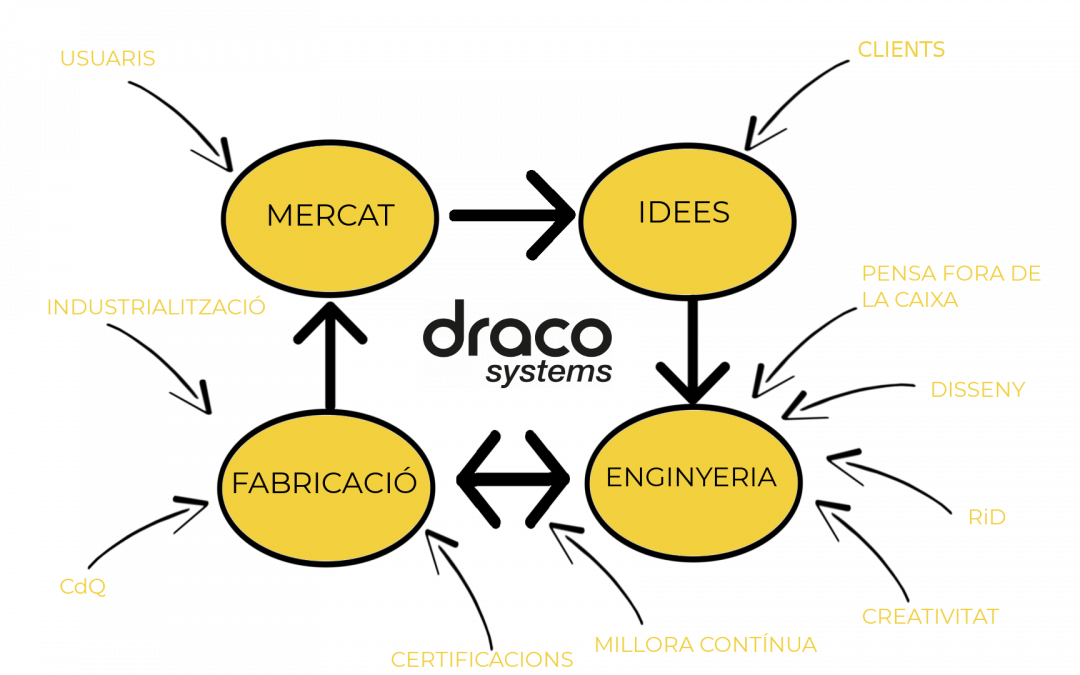 USUARIS
CLIENTS
MERCAT
IDEES
PENSA FORA DE
LA CAIXA
INDUSTRIALITZACIÓ
draco
systems
DISSENY
FABRICACIÓ
ENGINYERIA
RiD
CdQ
CREATIVITAT
MILLORA CONTÍNUA
CERTIFICACIONS